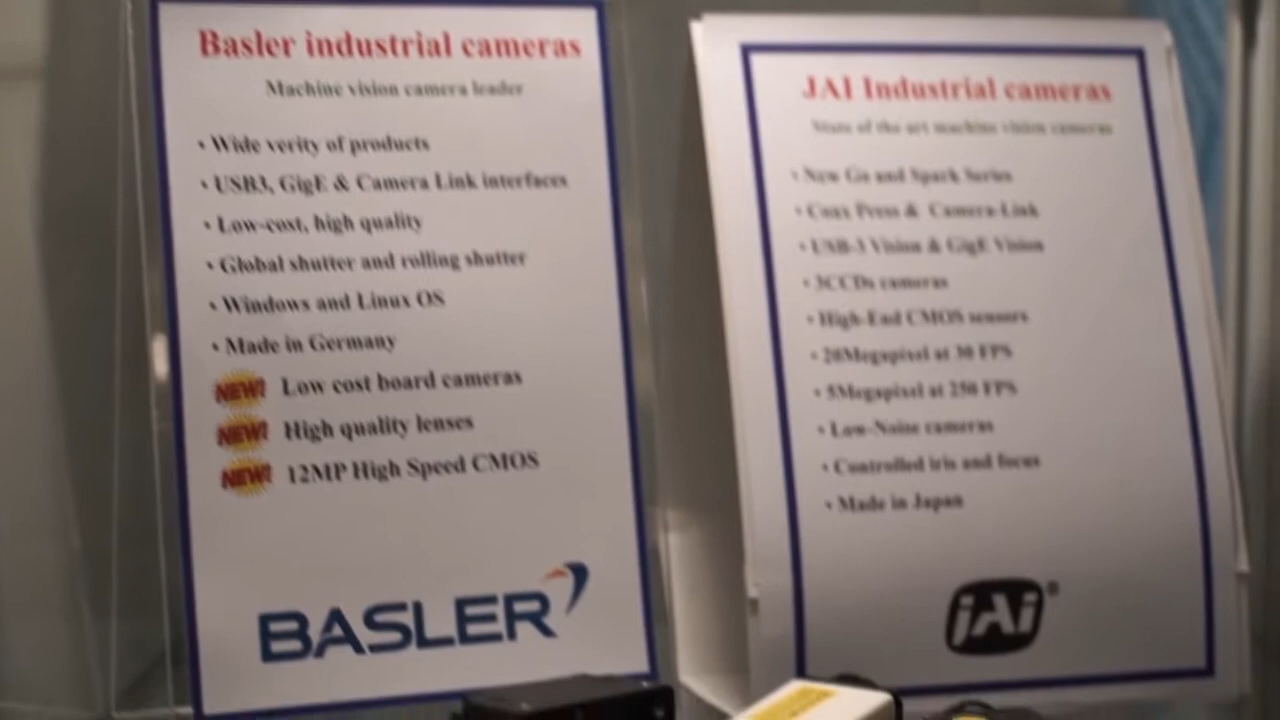 Basler industrial cameras
Machine vision camera leader
• Wide verity of products
• USB3, GigE & Camera Link interfaces
• Low-cost, high quality
• Global shutter and rolling shutter
• Windows and Linux OS
• Made in Germany
NEW! Low cost board cameras
NEW! High quality lenses
NEW! 12MP High Speed CMOS
BASLER
JAI Industrial cameras
State of the art machine vision cameras
• New Go and Spark Series
• Coax Press & Camera-Link
• USB-3 Vision & GigE Vision
• 3CCDs cameras
• High-End CMOS sensors
• 20Megapixel at 30 FPS
• 5Megapixel at 250 FPS
• Low-Noise cameras
• Controlled iris and focus
• Made in Japan
JAi®